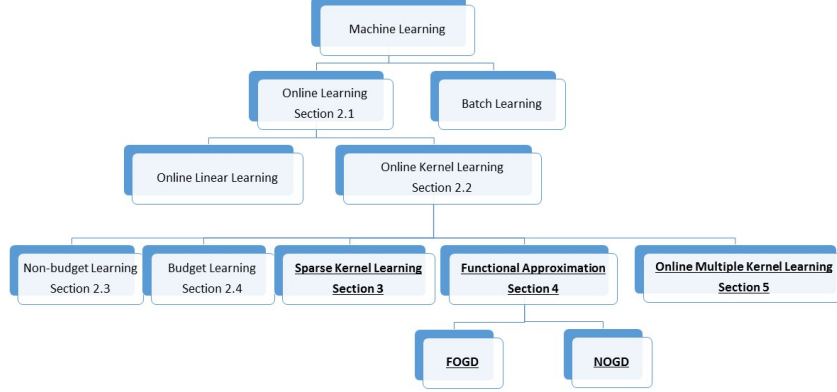 Machine Learning
Online Learning
Section 2.1
Batch Learning
Online Linear Learning
Online Kernel Learning
Section 2.2
Non-budget Learning
Section 2.3
Budget Learning
Section 2.4
Sparse Kernel Learning
Section 3
Functional Approximation
Section 4
Online Multiple Kernel Learning
Section 5
FOGD
NOGD